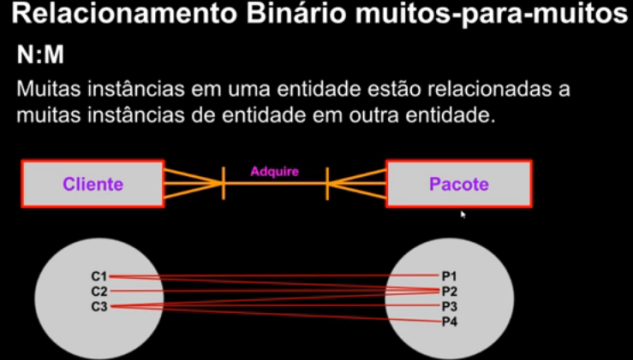 Relacionamento Binário muitos-para-muitos
N:M
Muitas instâncias em uma entidade estão relacionadas a
muitas instâncias de entidade em outra entidade.
Cliente
Adquire
Pacote
C1
C2
C3
P1
P2
P3
P4